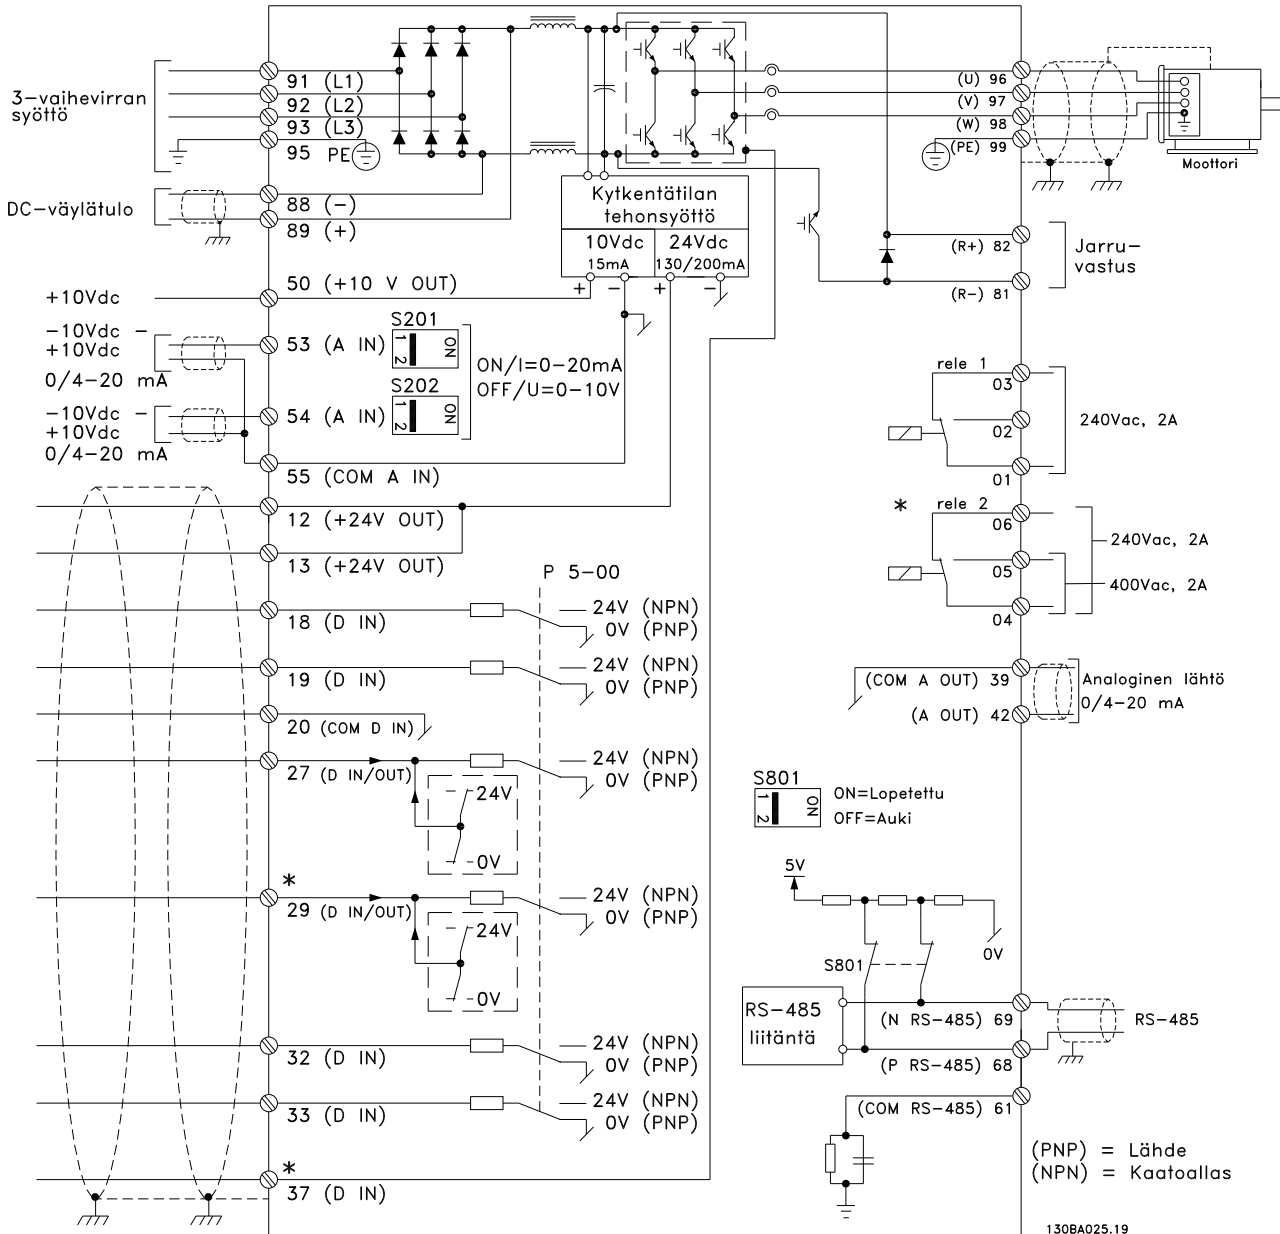 3-vaihevirran
syöttö
91 (L1)
92 (L2)
93 (L3)
95 PE
DC-väylätulo
88 (-)
89 (+)
50 (+10 V OUT)
+10Vdc
-10Vdc -
+10Vdc
0/4-20 mA
53 (A IN)
S201
1 2
ON
ON/I=0-20mA
OFF/U=0-10V
-10Vdc -
+10Vdc
0/4-20 mA
54 (A IN)
S202
1 2
ON
55 (COM A IN)
12 (+24V OUT)
13 (+24V OUT)
P 5-00
18 (D IN)
24V (NPN)
0V (PNP)
19 (D IN)
24V (NPN)
0V (PNP)
20 (COM D IN)
27 (D IN/OUT)
24V (NPN)
0V (PNP)
24V
0V
*
29 (D IN/OUT)
24V (NPN)
0V (PNP)
24V
0V
32 (D IN)
24V (NPN)
0V (PNP)
33 (D IN)
24V (NPN)
0V (PNP)
*
37 (D IN)
Kytkentätilan
tehonsyöttö
10Vdc
15mA
24Vdc
130/200mA
+ - + -
(U) 96
(V) 97
(W) 98
(PE) 99
Moottori
(R+) 82
(R-) 81
Jarru-
vastus
rele 1
03
02
01
240Vac, 2A
* rele 2
06
05
04
240Vac, 2A
400Vac, 2A
(COM A OUT) 39
(A OUT) 42
Analoginen lähtö
0/4-20 mA
S801
1 2
ON
ON=Lopetettu
OFF=Auki
5V
0V
S801
RS-485
liitäntä
(N RS-485) 69
(P RS-485) 68
(COM RS-485) 61
RS-485
(PNP) = Lähde
(NPN) = Kaatoallas
130BA025.19